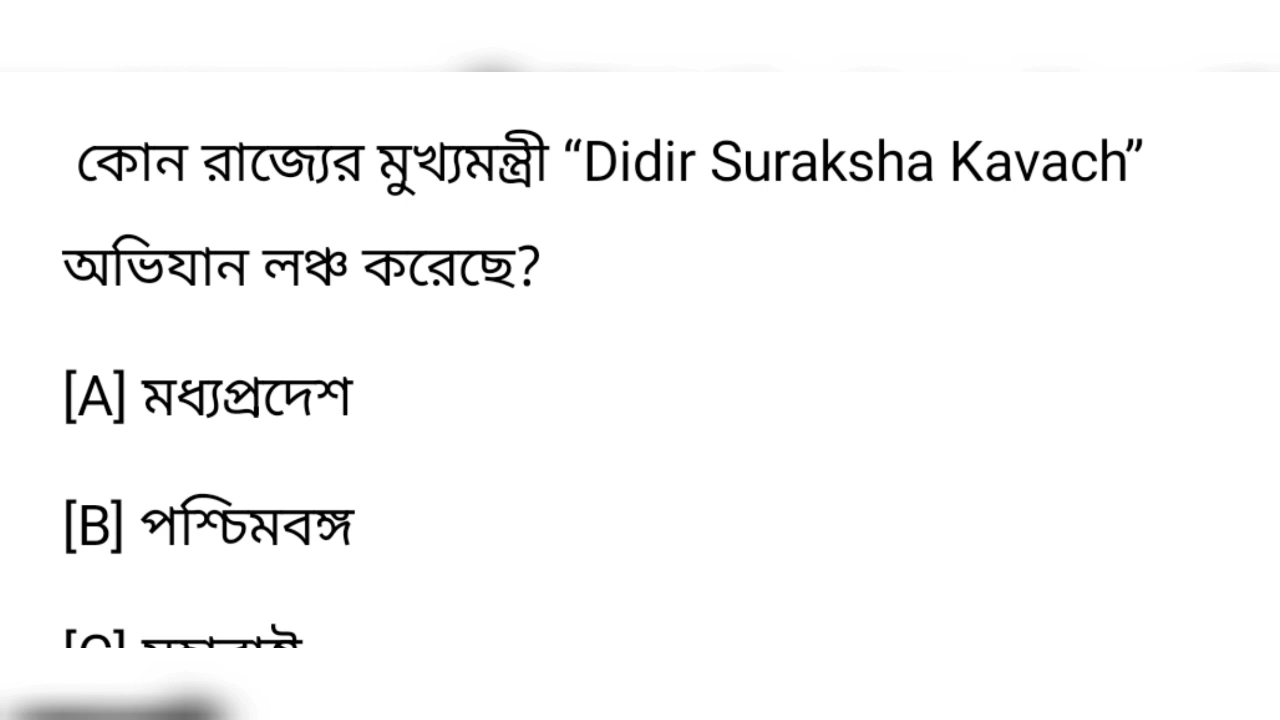 কোন রাজ্যের মুখ্যমন্ত্রী “Didir Suraksha Kavach”
অভিযান লঞ্চ করেছে?
[A] মধ্যপ্রদেশ
[B] পশ্চিমবঙ্গ
[C]